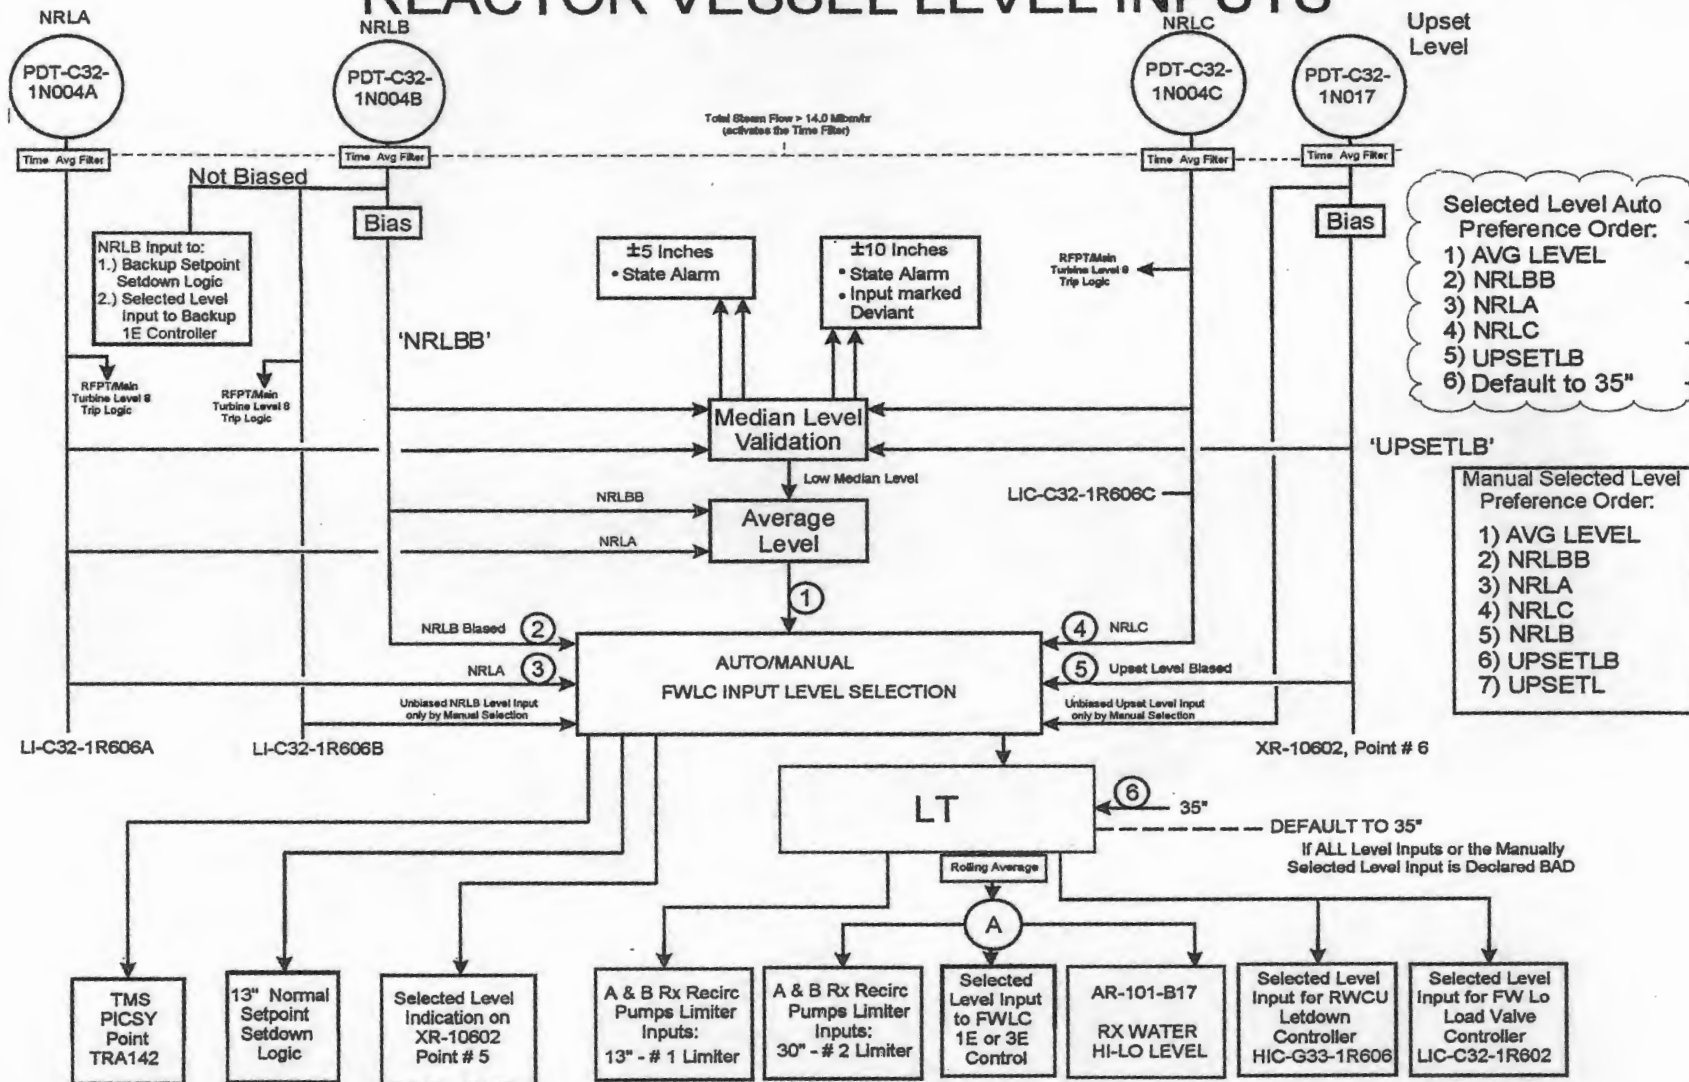 REACTOR VESSEL LEVEL INPUTS
NRLA
NRLB
NRLC
Upset
Level
PDT-C32-
1N004A
PDT-C32-
1N004B
PDT-C32-
1N004C
PDT-C32-
1N017
Total Steam Flow > 14.0 Mlbm/hr
(activates the Time Filter)
Time Avg Filter
Time Avg Filter
Time Avg Filter
Time Avg Filter
Not Biased
Bias
Bias
NRLB Input to:
1.) Backup Setpoint
Setdown Logic
2.) Selected Level
Input to Backup
1E Controller
±5 Inches
• State Alarm
±10 Inches
• State Alarm
• Input marked
Deviant
RFPT/Main
Turbine Level 8
Trip Logic
Selected Level Auto
Preference Order:
1) AVG LEVEL
2) NRLBB
3) NRLA
4) NRLC
5) UPSETLB
6) Default to 35"
'NRLBB'
RFPT/Main
Turbine Level 8
Trip Logic
RFPT/Main
Turbine Level 8
Trip Logic
Median Level
Validation
'UPSETLB'
Low Median Level
LIC-C32-1R606C
Manual Selected Level
Preference Order:
1) AVG LEVEL
2) NRLBB
3) NRLA
4) NRLC
5) NRLB
6) UPSETLB
7) UPSETL
NRLBB
NRLA
Average
Level
1
NRLB Biased 2
4 NRLC
NRLA 3
5 Upset Level Biased
AUTO/MANUAL
FWLC INPUT LEVEL SELECTION
Unbiased NRLB Level Input
only by Manual Selection
Unbiased Upset Level Input
only by Manual Selection
LI-C32-1R606A
LI-C32-1R606B
XR-10602, Point # 6
LT
6 35"
DEFAULT TO 35"
If ALL Level Inputs or the Manually
Selected Level Input is Declared BAD
Rolling Average
A
TMS
PICSY
Point
TRA142
13" Normal
Setpoint
Setdown
Logic
Selected Level
Indication on
XR-10602
Point # 5
A & B Rx Recirc
Pumps Limiter
Inputs:
13" - # 1 Limiter
A & B Rx Recirc
Pumps Limiter
Inputs:
30" - # 2 Limiter
Selected
Level Input
to FWLC
1E or 3E
Control
AR-101-B17
RX WATER
HI-LO LEVEL
Selected Level
Input for RWCU
Letdown
Controller
HIC-G33-1R606
Selected Level
Input for FW Lo
Load Valve
Controller
LIC-C32-1R602